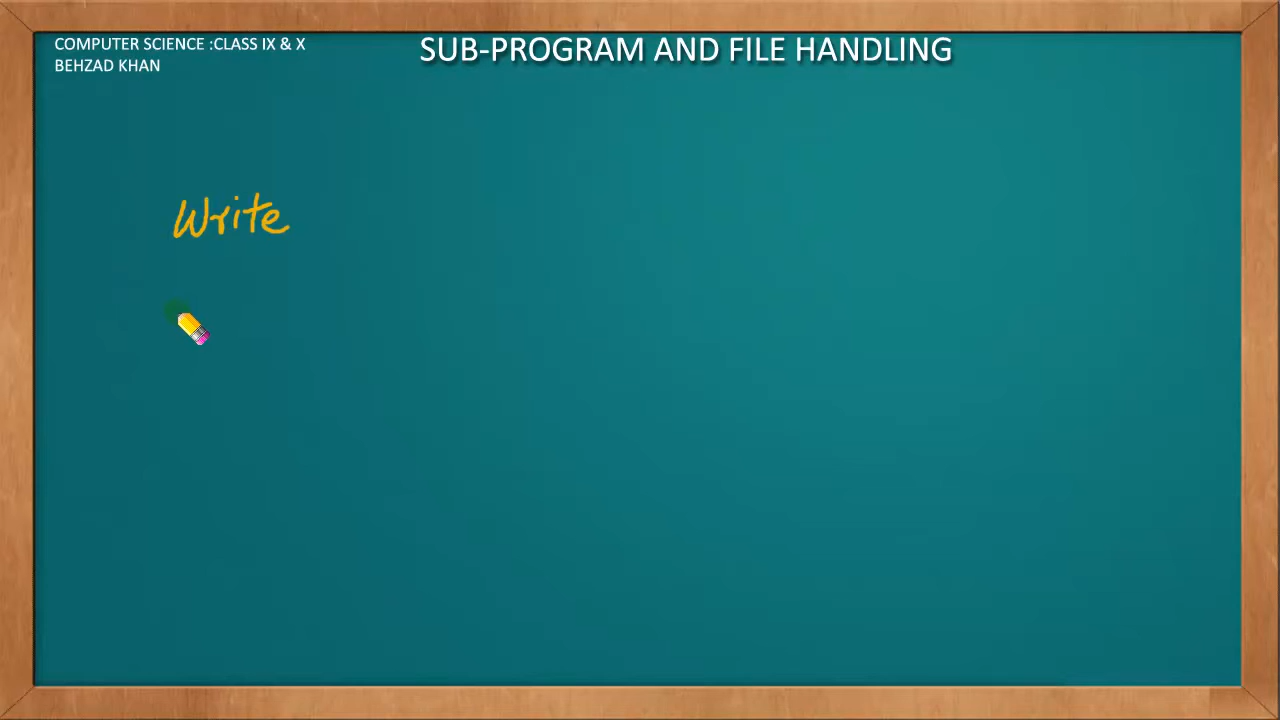 COMPUTER SCIENCE :CLASS IX & X
BEHZAD KHAN
SUB-PROGRAM AND FILE HANDLING
Write